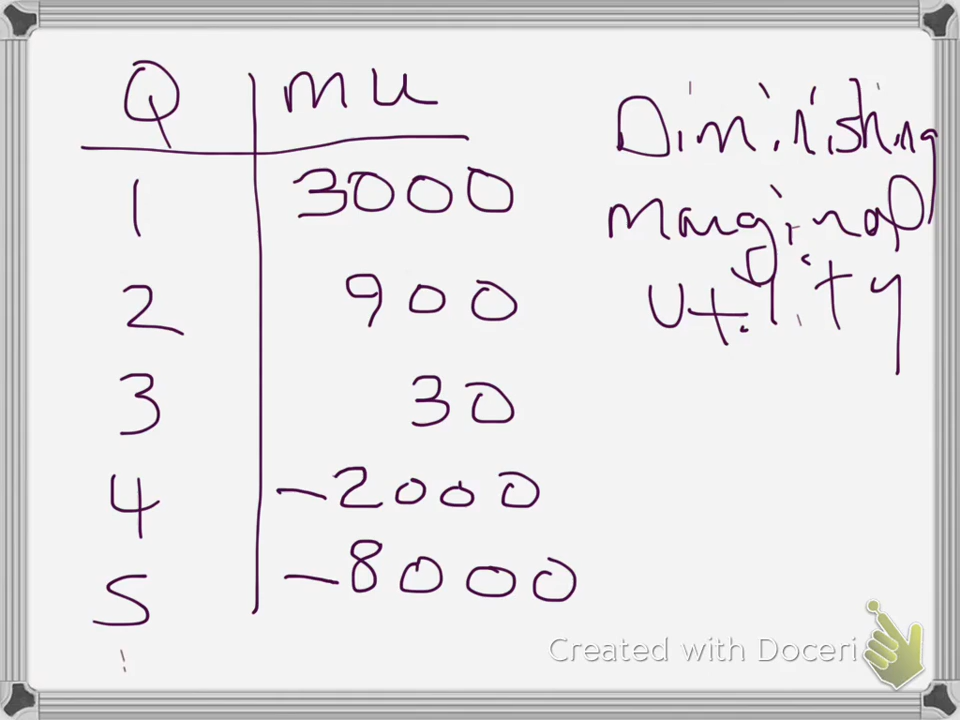 Q MU
1 3000
2 900
3 30
4 -2000
5 -8000
Diminishing
marginal
utility
Created with Doceri